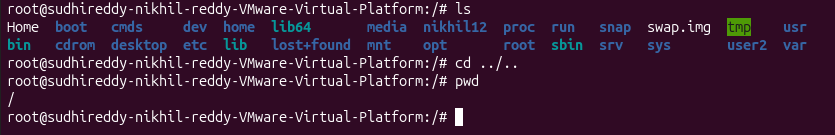 root@sudhireddy-nikhil-reddy-VMware-Virtual-Platform:/# ls
Home boot cmds dev home lib64 media nikhil12 proc run snap swap.img tmp usr
bin cdrom desktop etc lib lost+found mnt opt root sbin srv sys user2 var
root@sudhireddy-nikhil-reddy-VMware-Virtual-Platform:/# cd ../..
root@sudhireddy-nikhil-reddy-VMware-Virtual-Platform:/# pwd
/
root@sudhireddy-nikhil-reddy-VMware-Virtual-Platform:/#